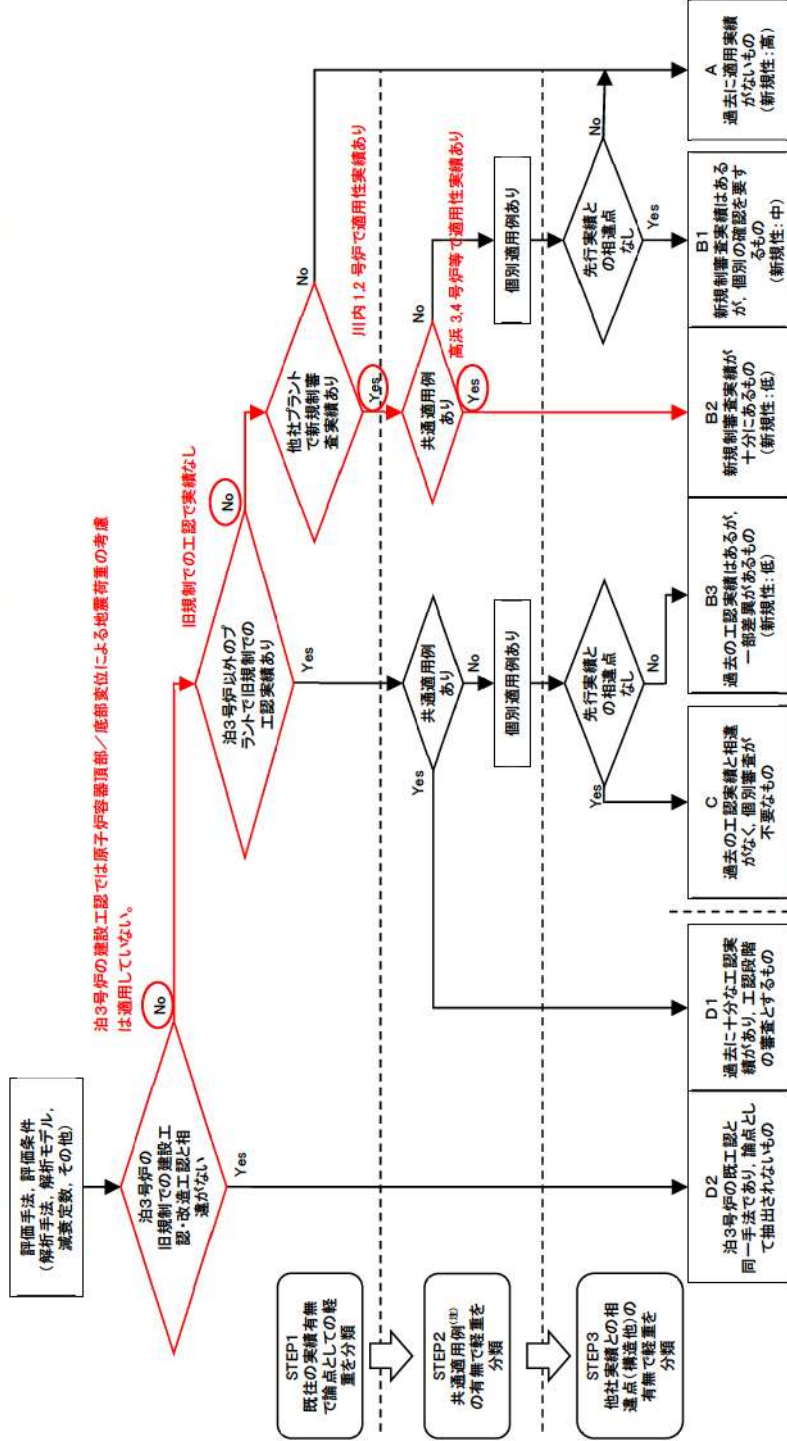 評価手法，評価条件
（解析手法，解析モデル，
減衰定数，その他）
泊3号炉の
旧規制での建設工
認・改造工認と相
違がない
No
Yes
泊3号炉の建設工認では原子炉容器頂部／底部変位による地震荷重の考慮
は適用していない。
泊3号炉以外のプ
ラントで旧規制での
工認実績あり
No
旧規制での工認で実績なし
Yes
他社プラント
で新規制審
査実績あり
No
Yes
川内 1,2 号炉で適用性実績あり
STEP1
既往の実績有無
で論点としての軽
重を分類
STEP2
共通適用例(注)
の有無で軽重を
分類
STEP3
他社実績との相
違点(構造他)の
有無で軽重を
分類
共通適用例
あり
Yes
No
個別適用例あり
先行実績と
の相違点
なし
Yes
No
共通適用例
あり
No
Yes
高浜 3,4 号炉等で適用性実績あり
個別適用例あり
先行実績と
の相違点
なし
No
Yes
D2
泊3号炉の既工認と
同一手法であり，論点とし
て抽出されないもの
D1
過去に十分な工認実
績があり，工認段階
の審査とするもの
C
過去の工認実績と相違
がなく，個別審査が
不要なもの
B3
過去の工認実績はあるが，
一部差異があるもの
（新規性：低）
B2
新規制審査実績が
十分にあるもの
（新規性：低）
B1
新規制審査実績はある
が，個別の確認を要す
るもの
（新規性：中）
A
過去に適用実績
がないもの
（新規性：高）